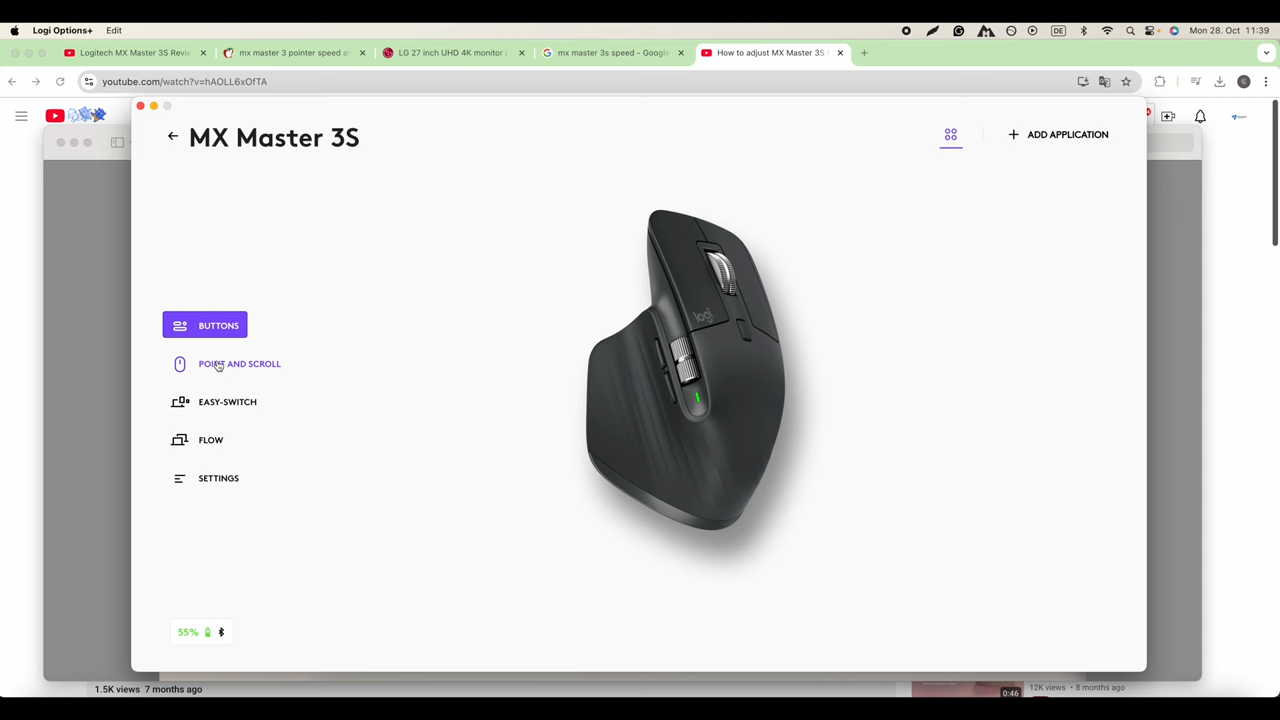 Logi Options+ Edit
DE Mon 28. Oct 11:39
Logitech MX Master 3S Revie
mx master 3 pointer speed an
LG 27 inch UHD 4K monitor |
mx master 3s speed - Google
How to adjust MX Master 3S
youtube.com/watch?v=hAOLL6xOfTA
MX Master 3S
ADD APPLICATION
logi
BUTTONS
POINT AND SCROLL
EASY-SWITCH
FLOW
SETTINGS
55%
1.5K views 7 months ago
0:46
12K views • 8 months ago